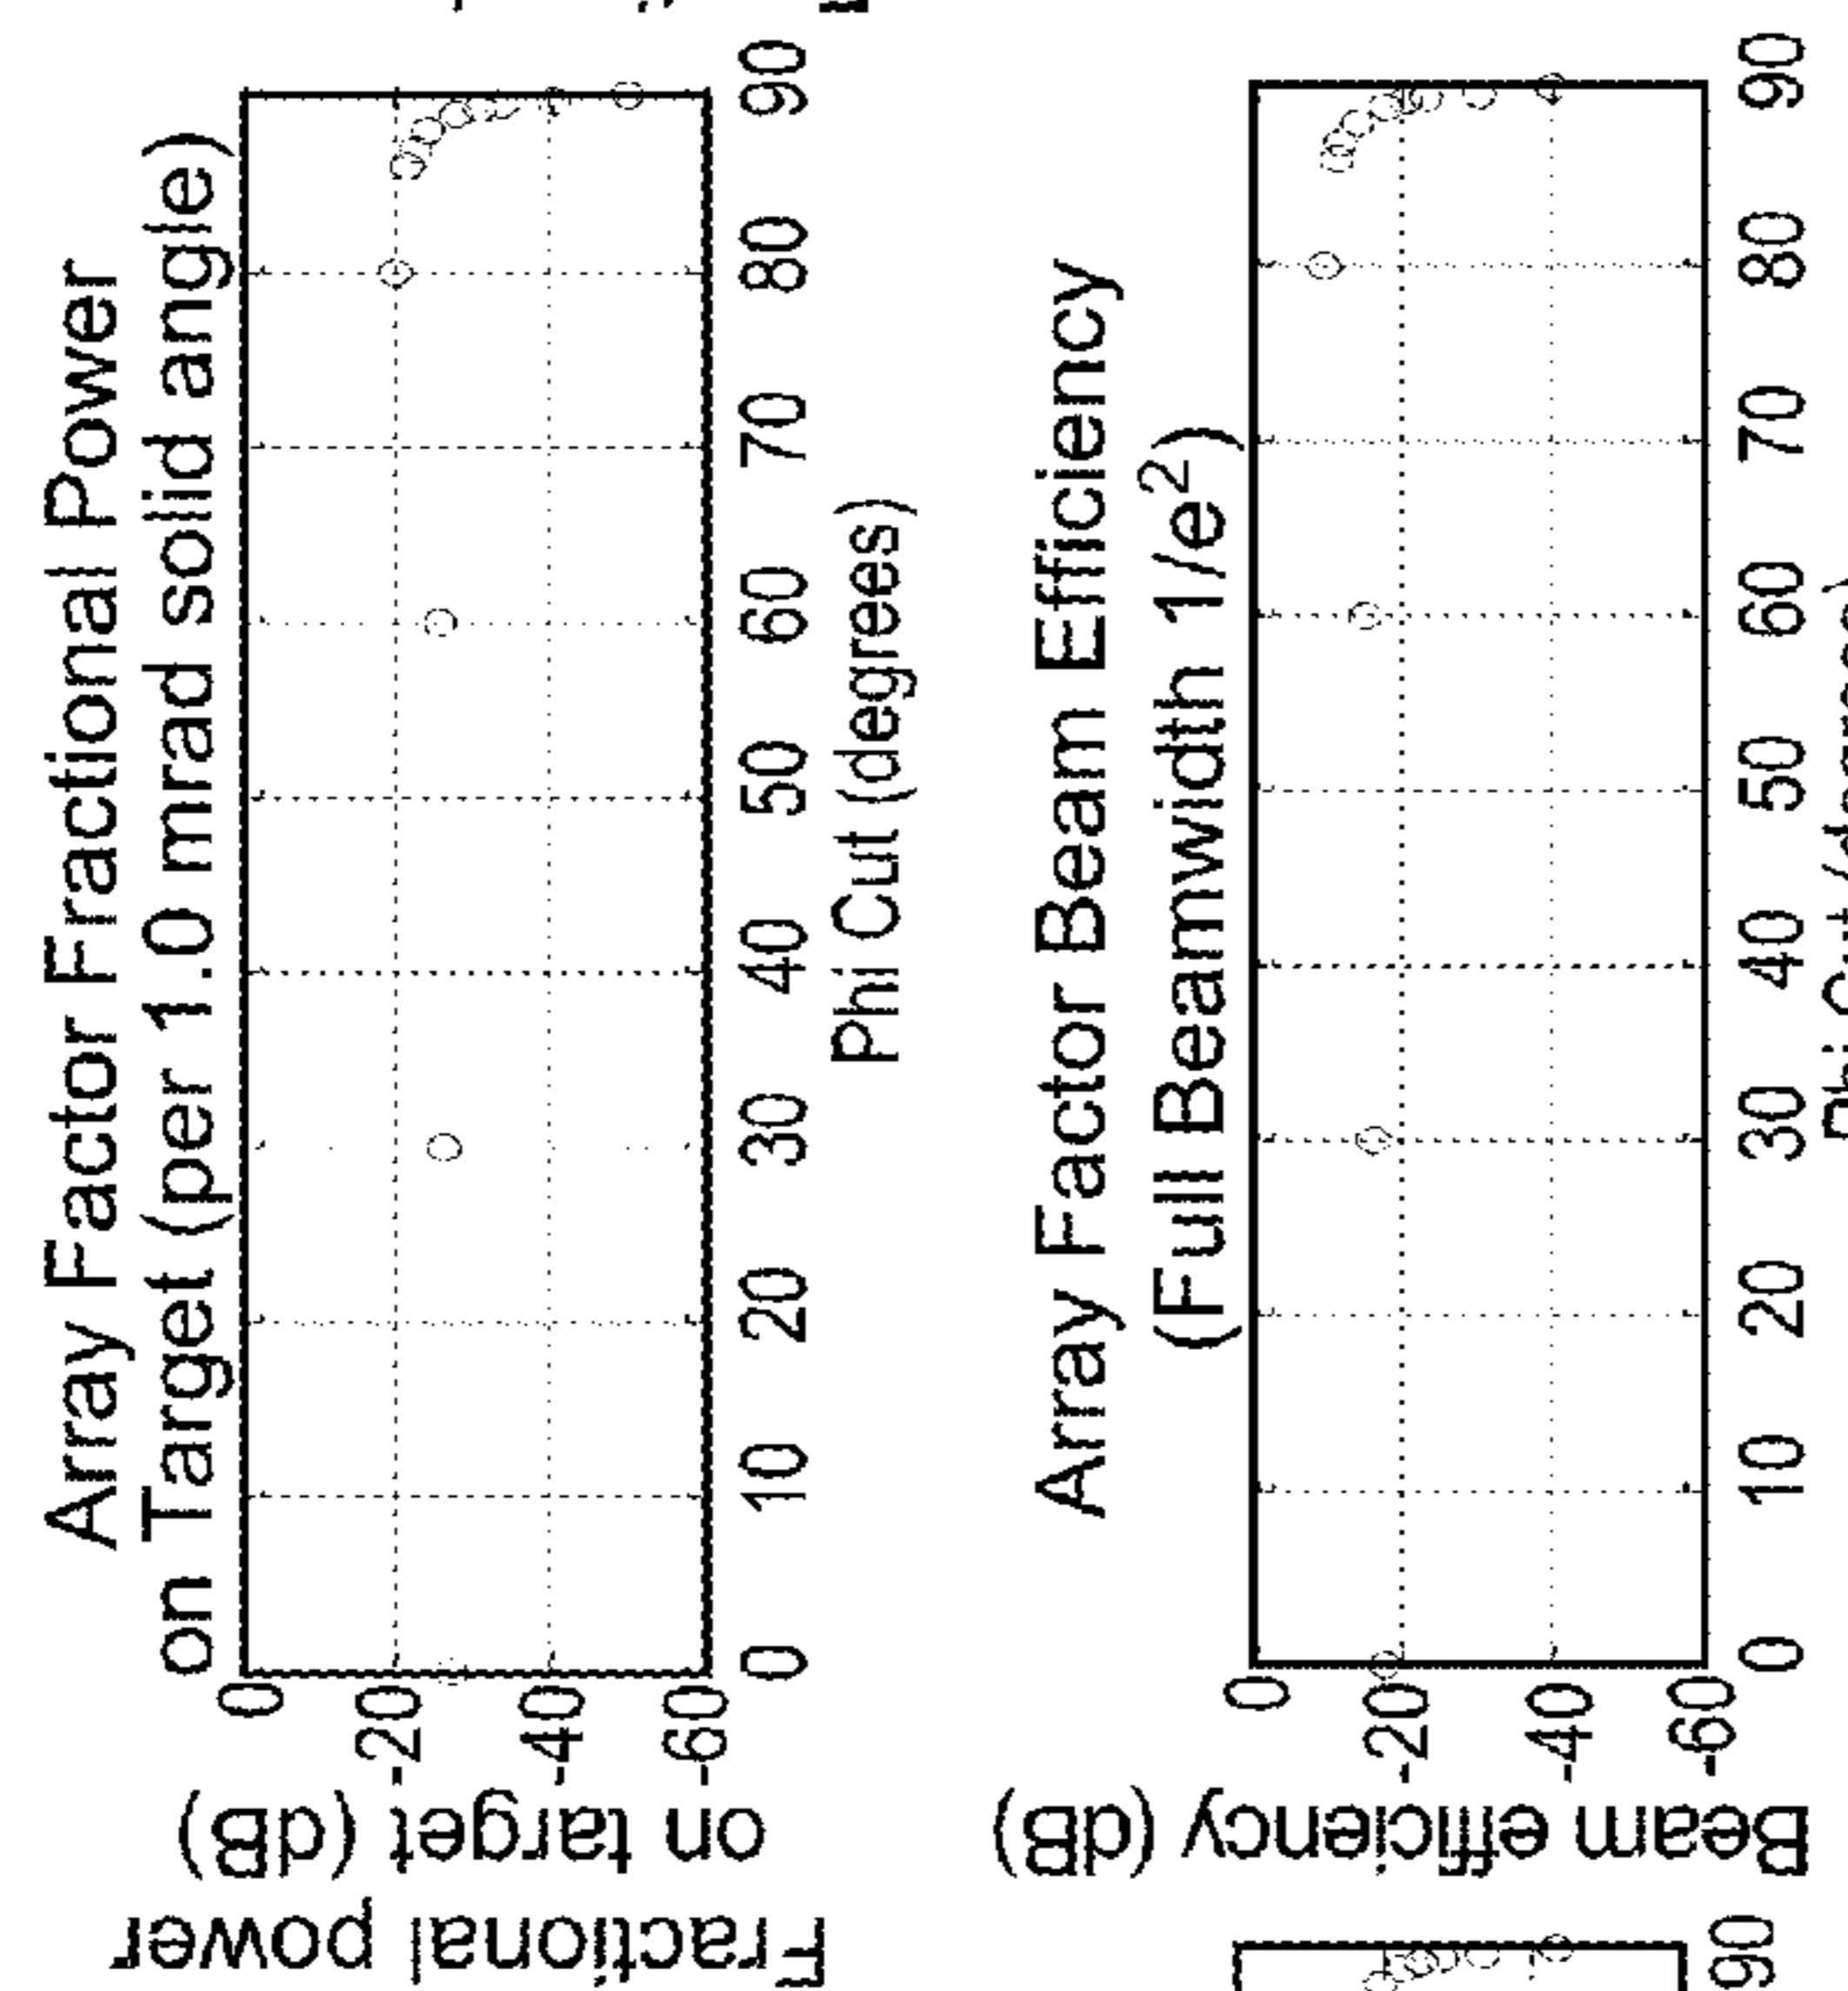 Array Factor Fractional Power
on Target (per 1.0 mrad solid angle)
Fractional power
on target (dB)
0
-20
-40
-60
0 10 20 30 40 50 60 70 80 90
Phi Cut (degrees)
Array Factor Beam Efficiency
(Full Beamwidth 1/e²)
Beam efficiency (dB)
0
-20
-40
-60
0 10 20 30 40 50 60 70 80 90
Phi Cut (degrees)
90